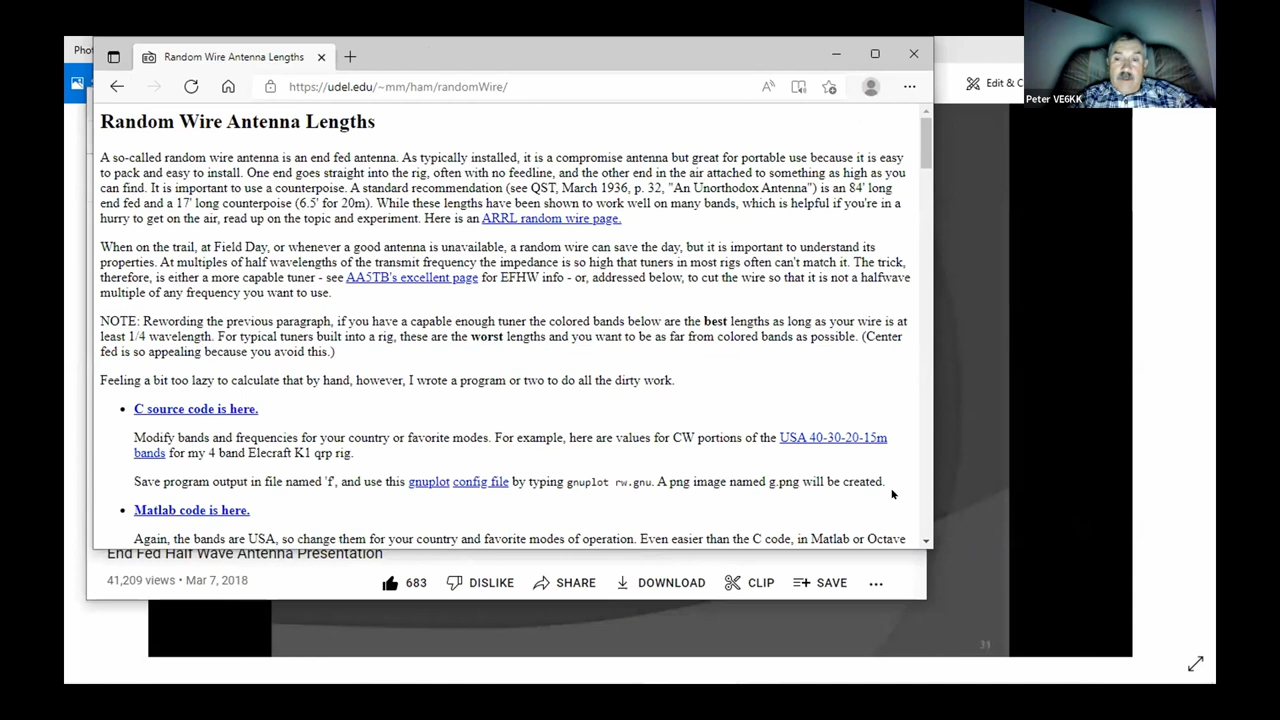 Pho
Random Wire Antenna Lengths
https://udel.edu/~mm/ham/randomWire/
Edit & C
Peter VE6KK
Random Wire Antenna Lengths
A so-called random wire antenna is an end fed antenna. As typically installed, it is a compromise antenna but great for portable use because it is easy
to pack and easy to install. One end goes straight into the rig, often with no feedline, and the other end in the air attached to something as high as you
can find. It is important to use a counterpoise. A standard recommendation (see QST, March 1936, p. 32, "An Unorthodox Antenna") is an 84' long
end fed and a 17' long counterpoise (6.5' for 20m). While these lengths have been shown to work well on many bands, which is helpful if you're in a
hurry to get on the air, read up on the topic and experiment. Here is an ARRL random wire page.
When on the trail, at Field Day, or whenever a good antenna is unavailable, a random wire can save the day, but it is important to understand its
properties. At multiples of half wavelengths of the transmit frequency the impedance is so high that tuners in most rigs often can't match it. The trick,
therefore, is either a more capable tuner - see AA5TB's excellent page for EFHW info - or, addressed below, to cut the wire so that it is not a halfwave
multiple of any frequency you want to use.
NOTE: Rewording the previous paragraph, if you have a capable enough tuner the colored bands below are the best lengths as long as your wire is at
least 1/4 wavelength. For typical tuners built into a rig, these are the worst lengths and you want to be as far from colored bands as possible. (Center
fed is so appealing because you avoid this.)
Feeling a bit too lazy to calculate that by hand, however, I wrote a program or two to do all the dirty work.
• C source code is here.
Modify bands and frequencies for your country or favorite modes. For example, here are values for CW portions of the USA 40-30-20-15m
bands for my 4 band Elecraft K1 qrp rig.
Save program output in file named 'f', and use this gnuplot config file by typing gnuplot rw.gnu. A png image named g.png will be created.
• Matlab code is here.
Again, the bands are USA, so change them for your country and favorite modes of operation. Even easier than the C code, in Matlab or Octave
End Fed Half Wave Antenna Presentation
41,209 views • Mar 7, 2018
683 DISLIKE SHARE DOWNLOAD CLIP SAVE
31